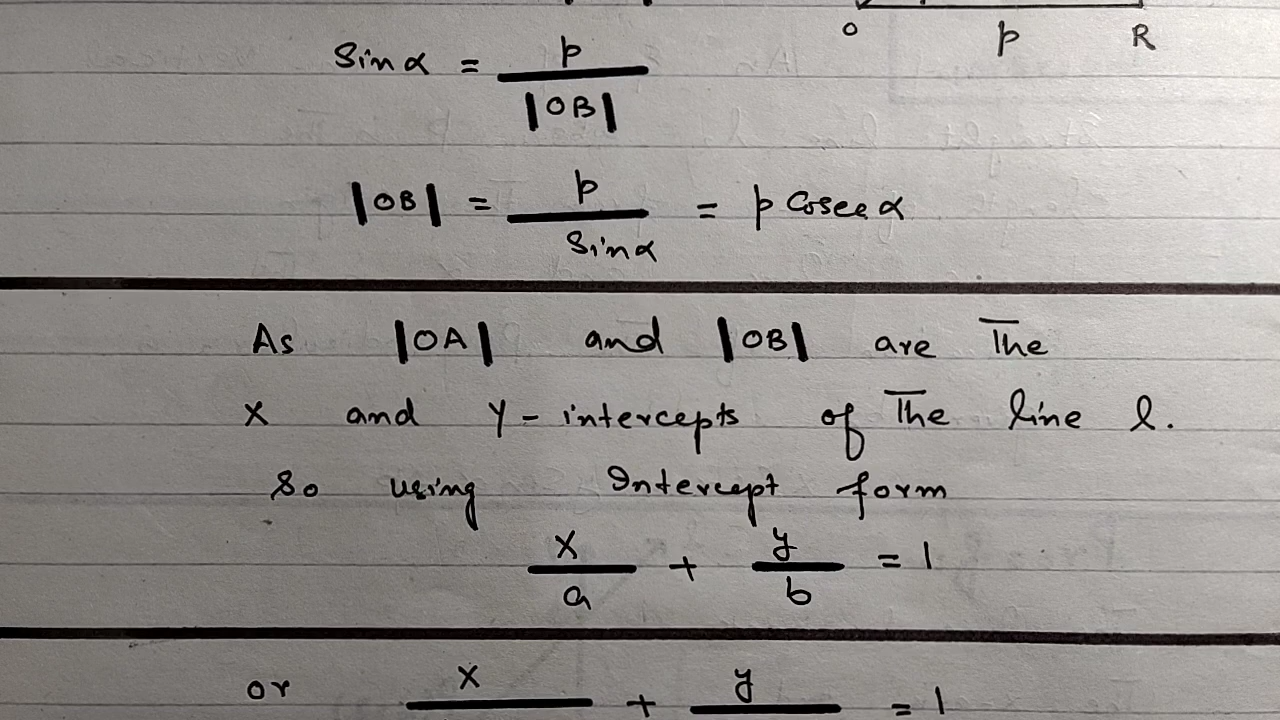 O p R
Sin α = p / |OB|
|OB| = p / Sin α = p Cosec α
As |OA| and |OB| are The
x and y-intercepts of The line l.
So using Intercept form
x / a + y / b = 1
or x / + y / = 1